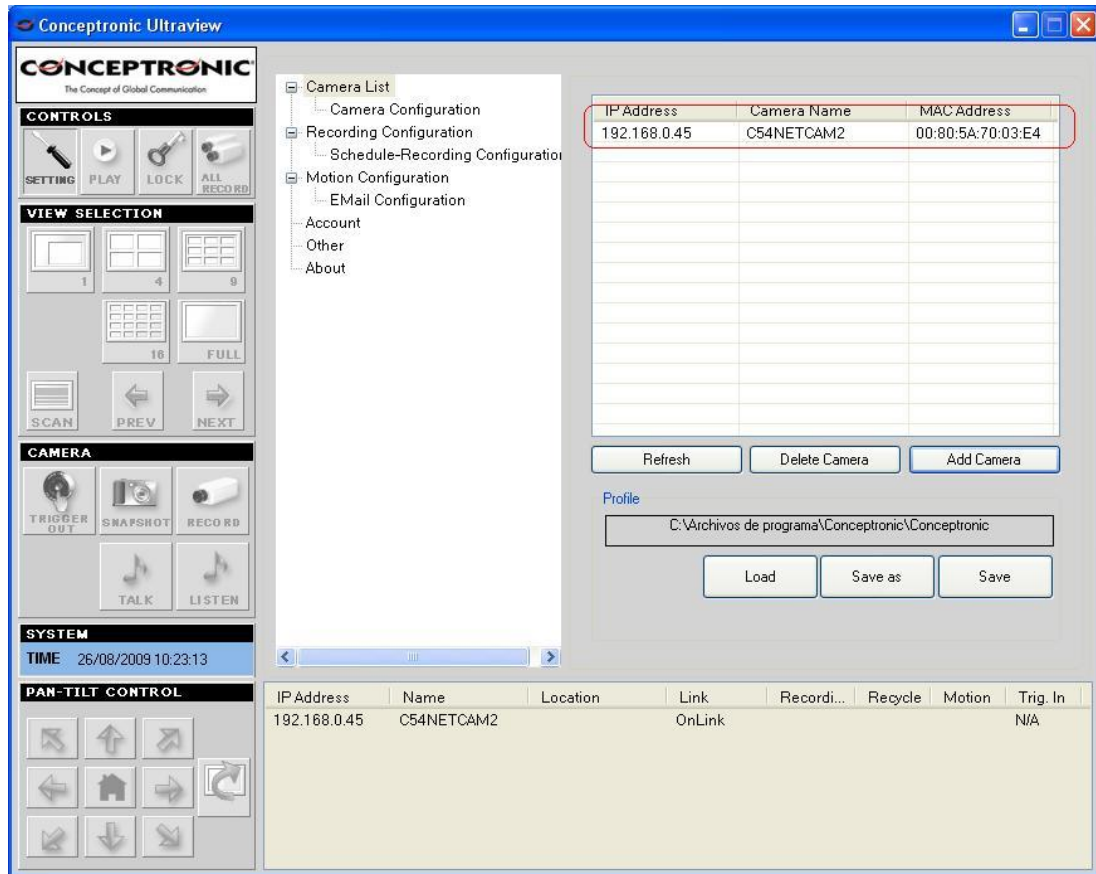 Conceptronic Ultraview
CONCEPTRONIC
The Concept of Global Communication
CONTROLS
SETTING PLAY LOCK ALL RECORD
VIEW SELECTION
1 4 9
16 FULL
SCAN PREV NEXT
CAMERA
TRIGGER OUT SNAPSHOT RECORD
TALK LISTEN
SYSTEM
TIME 26/08/2009 10:23:13
PAN-TILT CONTROL
Camera List
Camera Configuration
Recording Configuration
Schedule-Recording Configuration
Motion Configuration
EMail Configuration
Account
Other
About
IP Address Camera Name MAC Address
192.168.0.45 C54NETCAM2 00:80:5A:70:03:E4
Refresh Delete Camera Add Camera
Profile
C:\Archivos de programa\Conceptronic\Conceptronic
Load Save as Save
IP Address Name Location Link Recordi... Recycle Motion Trig. In
192.168.0.45 C54NETCAM2 OnLink N/A